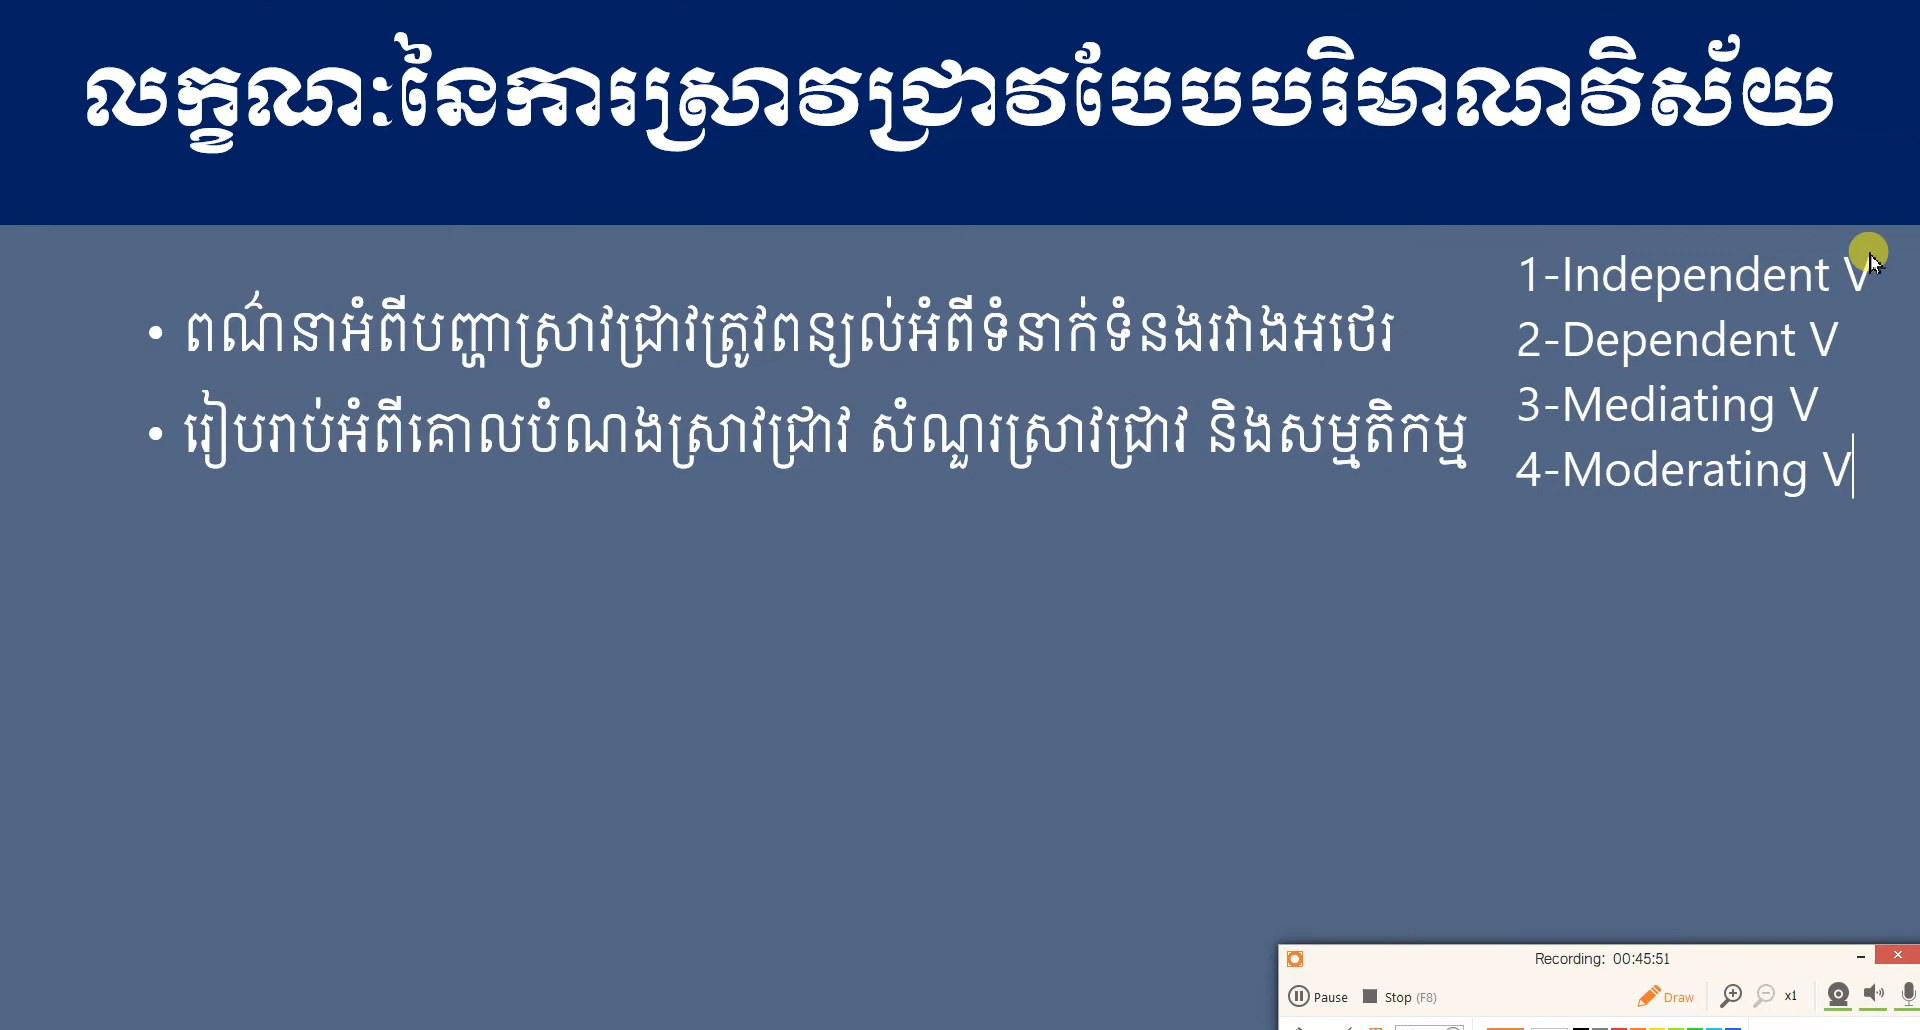 លក្ខណៈនៃការស្រាវជ្រាវបែបបរិមាណវិស័យ
• ពណ៌នាអំពីបញ្ហាស្រាវជ្រាវត្រូវពន្យល់អំពីទំនាក់ទំនងរវាងអថេរ
• រៀបរាប់អំពីគោលបំណងស្រាវជ្រាវ សំណួរស្រាវជ្រាវ និងសម្មតិកម្ម
1-Independent V
2-Dependent V
3-Mediating V
4-Moderating V
Recording: 00:45:51
Pause Stop (F8) Draw x1